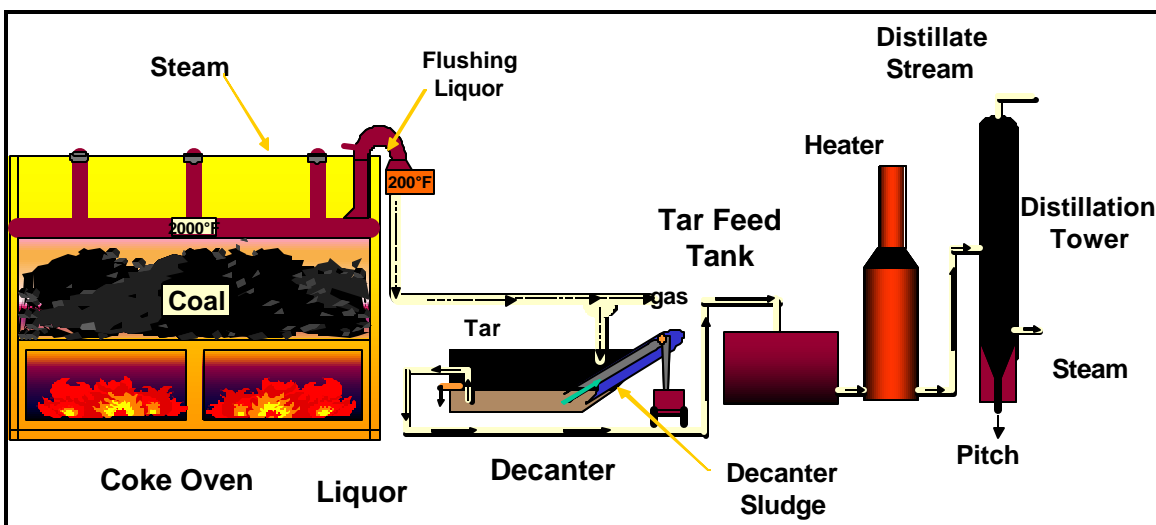 Steam
Flushing
Liquor
Distillate
Stream
Heater
200°F
2000°F
Coal
Tar Feed
Tank
Distillation
Tower
gas
Tar
Steam
Coke Oven
Liquor
Decanter
Decanter
Sludge
Pitch